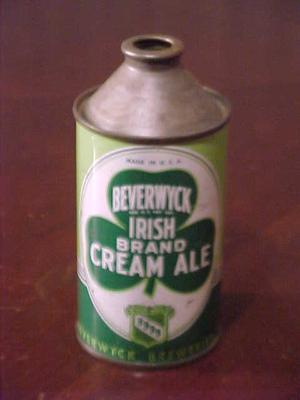 MADE IN U.S.A.
BEVERWYCK
IRISH
BRAND
CREAM ALE
BEVERWYCK BREWERIES